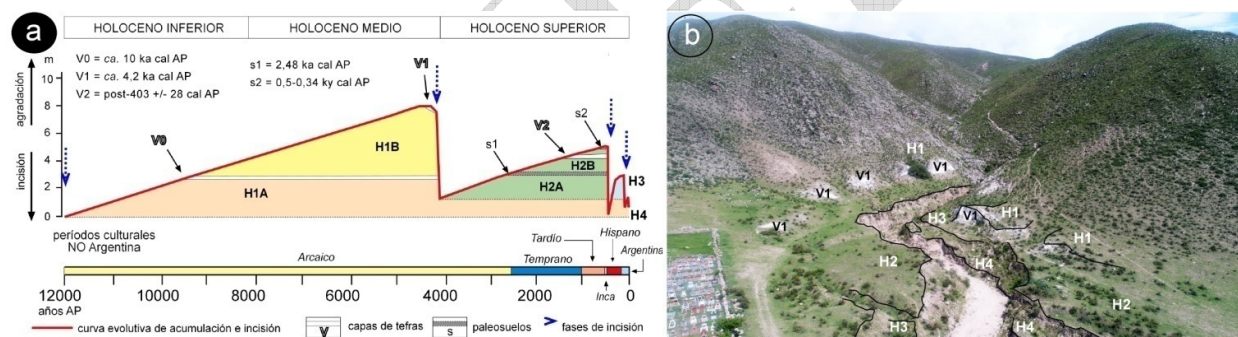 a
HOLOCENO INFERIOR
HOLOCENO MEDIO
HOLOCENO SUPERIOR
m
agradación
incisión
10
8
6
4
2
0
V0 = ca. 10 ka cal AP
V1 = ca. 4,2 ka cal AP
V2 = post-403 +/- 28 cal AP
s1 = 2,48 ka cal AP
s2 = 0,5-0,34 ky cal AP
V0
V1
s1
V2
s2
H1A
H1B
H2A
H2B
H3
H4
períodos culturales
NO Argentina
Arcaico
Temprano
Tardío
Hispano
Argentina
Inca
12000
10000
8000
6000
4000
2000
0
años AP
curva evolutiva de acumulación e incisión
V
capas de tefras
s
paleosuelos
fases de incisión
b
H1
V1
V1
V1
V1
V1
H3
H1
H1
H2
H4
H2
H3
H4